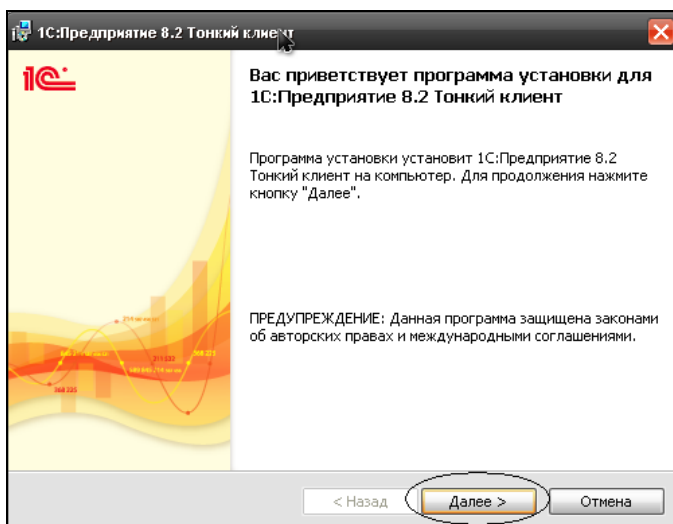 1С:Предприятие 8.2 Тонкий клиент
1С
Вас приветствует программа установки для
1С:Предприятие 8.2 Тонкий клиент
Программа установки установит 1С:Предприятие 8.2
Тонкий клиент на компьютер. Для продолжения нажмите
кнопку "Далее".
ПРЕДУПРЕЖДЕНИЕ: Данная программа защищена законами
об авторских правах и международными соглашениями.
368 325
< Назад
Далее >
Отмена